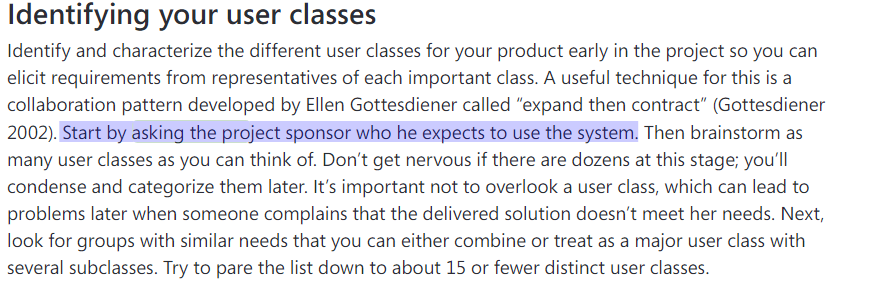 Identifying your user classes
Identify and characterize the different user classes for your product early in the project so you can
elicit requirements from representatives of each important class. A useful technique for this is a
collaboration pattern developed by Ellen Gottesdiener called “expand then contract” (Gottesdiener
2002). Start by asking the project sponsor who he expects to use the system. Then brainstorm as
many user classes as you can think of. Don’t get nervous if there are dozens at this stage; you’ll
condense and categorize them later. It’s important not to overlook a user class, which can lead to
problems later when someone complains that the delivered solution doesn’t meet her needs. Next,
look for groups with similar needs that you can either combine or treat as a major user class with
several subclasses. Try to pare the list down to about 15 or fewer distinct user classes.